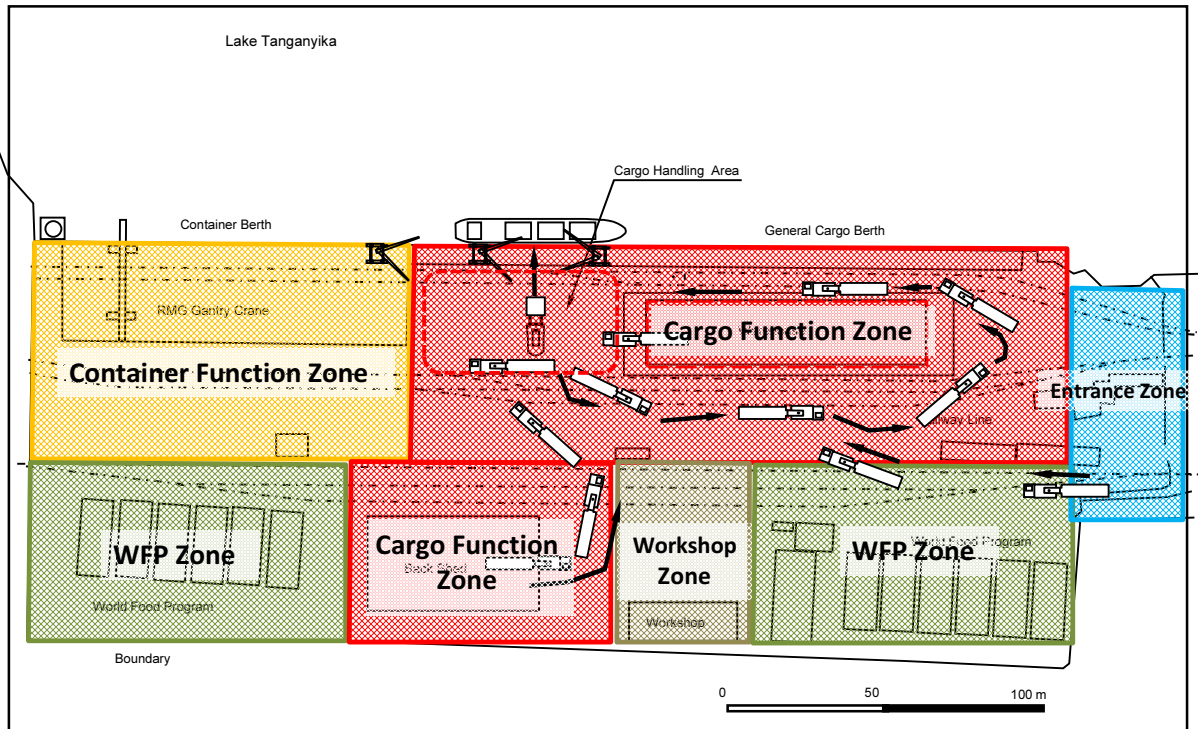 Lake Tanganyika
Cargo Handling Area
Container Berth
General Cargo Berth
RMG Gantry Crane
Cargo Function Zone
Container Function Zone
Entrance Zone
Railway Line
WFP Zone
World Food Program
Cargo Function
Zone
Back Shed
Workshop
Zone
Workshop
WFP Zone
World Food Program
Boundary
0
50
100 m